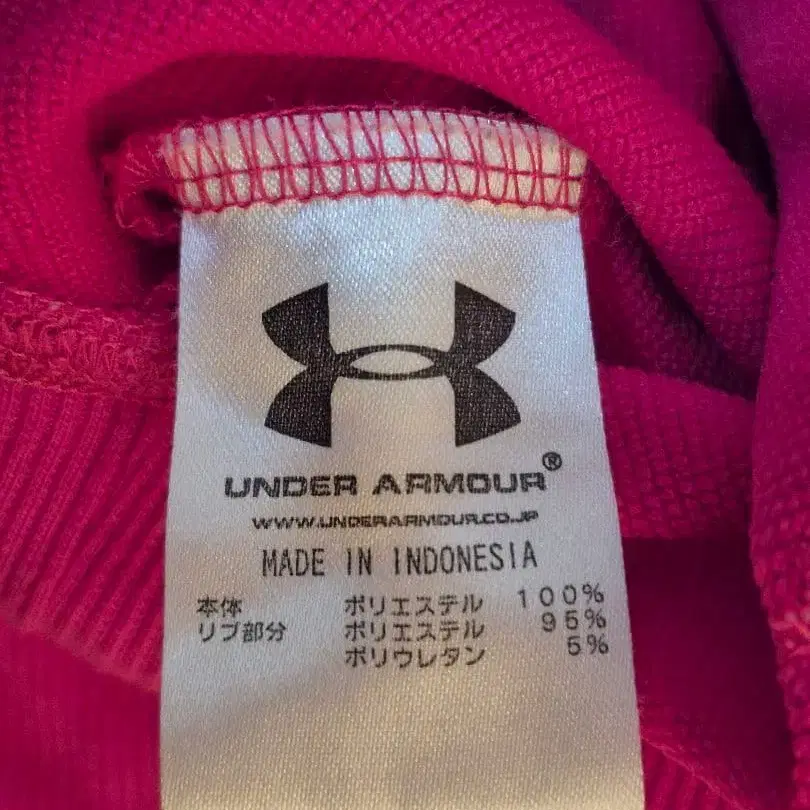 UNDER ARMOUR®
WWW.UNDERARMOUR.CO.JP
MADE IN INDONESIA
本体 ポリエステル 100%
リブ部分 ポリエステル 95%
ポリウレタン 5%